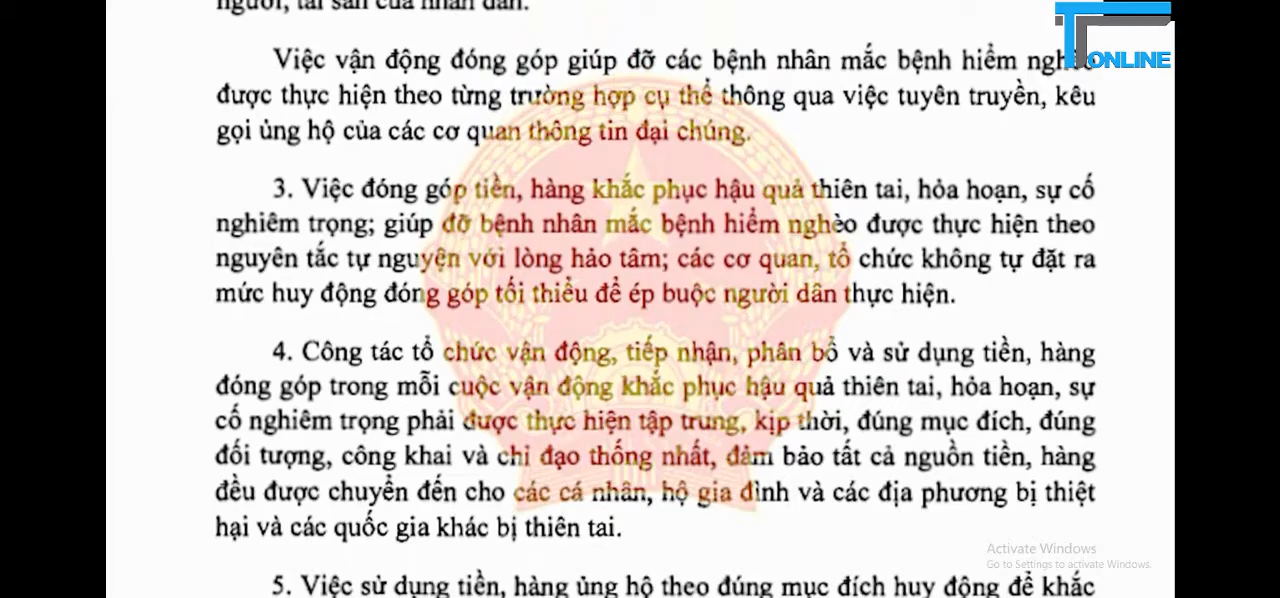 người, tài sản của nhân dân.
TT ONLINE
Việc vận động đóng góp giúp đỡ các bệnh nhân mắc bệnh hiểm nghèo
được thực hiện theo từng trường hợp cụ thể thông qua việc tuyên truyền, kêu
gọi ủng hộ của các cơ quan thông tin đại chúng.
3. Việc đóng góp tiền, hàng khắc phục hậu quả thiên tai, hỏa hoạn, sự cố
nghiêm trọng; giúp đỡ bệnh nhân mắc bệnh hiểm nghèo được thực hiện theo
nguyên tắc tự nguyện với lòng hảo tâm; các cơ quan, tổ chức không tự đặt ra
mức huy động đóng góp tối thiểu để ép buộc người dân thực hiện.
4. Công tác tổ chức vận động, tiếp nhận, phân bổ và sử dụng tiền, hàng
đóng góp trong mỗi cuộc vận động khắc phục hậu quả thiên tai, hỏa hoạn, sự
cố nghiêm trọng phải được thực hiện tập trung, kịp thời, đúng mục đích, đúng
đối tượng, công khai và chỉ đạo thống nhất, đảm bảo tất cả nguồn tiền, hàng
đều được chuyển đến cho các cá nhân, hộ gia đình và các địa phương bị thiệt
hại và các quốc gia khác bị thiên tai.
Activate Windows
Go to Settings to activate Windows.
5. Việc sử dụng tiền, hàng ủng hộ theo đúng mục đích huy động để khắc